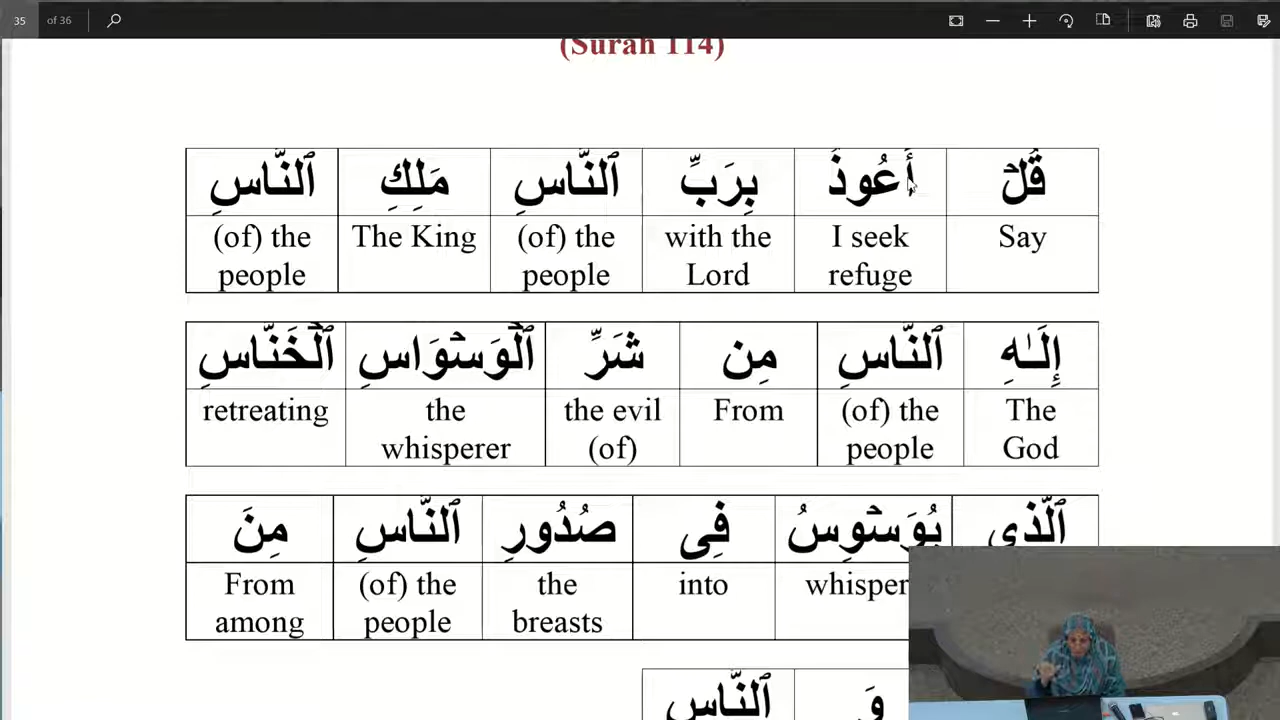 35 of 36
(Surah 114)
قُلۡ أَعُوذُ بِرَبِّ ٱلنَّاسِ مَلِكِ ٱلنَّاسِ
Say I seek refuge with the Lord (of) the people The King (of) the people
إِلَـٰهِ ٱلنَّاسِ مِن شَرِّ ٱلۡوَسۡوَاسِ ٱلۡخَنَّاسِ
The God (of) the people From the evil (of) the whisperer retreating
ٱلَّذِى يُوَسۡوِسُ فِى صُدُورِ ٱلنَّاسِ مِنَ
whisper into the breasts (of) the people From among
وَ ٱلنَّاسِ